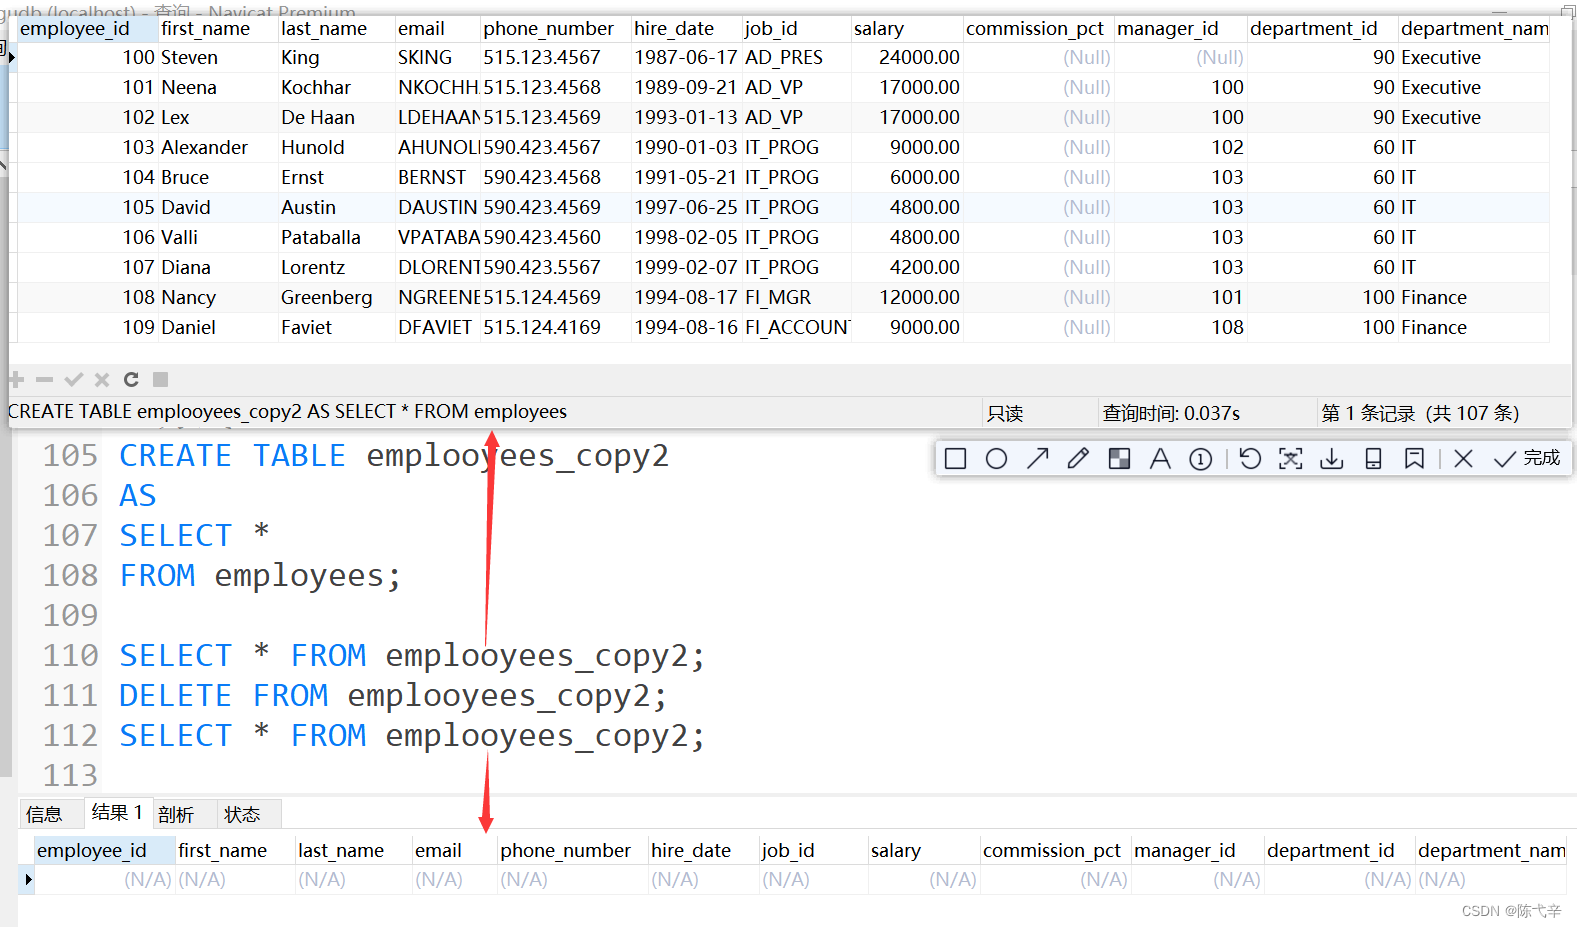 gudb (localhost) - 查询 - Navicat Premium
employee_id first_name last_name email phone_number hire_date job_id salary commission_pct manager_id department_id department_nam
100 Steven King SKING 515.123.4567 1987-06-17 AD_PRES 24000.00 (Null) (Null) 90 Executive
101 Neena Kochhar NKOCHH 515.123.4568 1989-09-21 AD_VP 17000.00 (Null) 100 90 Executive
102 Lex De Haan LDEHAAN 515.123.4569 1993-01-13 AD_VP 17000.00 (Null) 100 90 Executive
103 Alexander Hunold AHUNOL 590.423.4567 1990-01-03 IT_PROG 9000.00 (Null) 102 60 IT
104 Bruce Ernst BERNST 590.423.4568 1991-05-21 IT_PROG 6000.00 (Null) 103 60 IT
105 David Austin DAUSTIN 590.423.4569 1997-06-25 IT_PROG 4800.00 (Null) 103 60 IT
106 Valli Pataballa VPATABA 590.423.4560 1998-02-05 IT_PROG 4800.00 (Null) 103 60 IT
107 Diana Lorentz DLORENT 590.423.5567 1999-02-07 IT_PROG 4200.00 (Null) 103 60 IT
108 Nancy Greenberg NGREENE 515.124.4569 1994-08-17 FI_MGR 12000.00 (Null) 101 100 Finance
109 Daniel Faviet DFAVIET 515.124.4169 1994-08-16 FI_ACCOUNT 9000.00 (Null) 108 100 Finance
CREATE TABLE emplooyees_copy2 AS SELECT * FROM employees 只读 查询时间: 0.037s 第 1 条记录 (共 107 条)
105 CREATE TABLE emplooyees_copy2
完成
106 AS
107 SELECT *
108 FROM employees;
109
110 SELECT * FROM emplooyees_copy2;
111 DELETE FROM emplooyees_copy2;
112 SELECT * FROM emplooyees_copy2;
113
信息 结果 1 剖析 状态
employee_id first_name last_name email phone_number hire_date job_id salary commission_pct manager_id department_id department_nam
(N/A) (N/A) (N/A) (N/A) (N/A) (N/A) (N/A) (N/A) (N/A) (N/A) (N/A) (N/A)
CSDN @陈弋辛